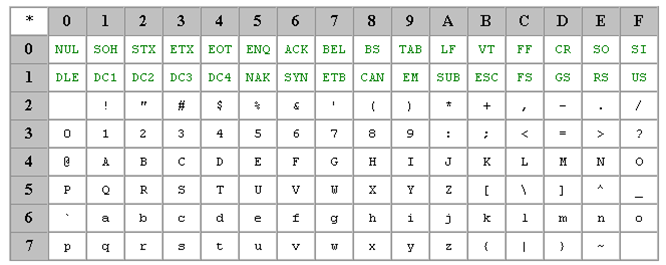 * 0 1 2 3 4 5 6 7 8 9 A B C D E F
0 NUL SOH STX ETX EOT ENQ ACK BEL BS TAB LF VT FF CR SO SI
1 DLE DC1 DC2 DC3 DC4 NAK SYN ETB CAN EM SUB ESC FS GS RS US
2 ! " # $ % & ' ( ) * + , - . /
3 0 1 2 3 4 5 6 7 8 9 : ; < = > ?
4 @ A B C D E F G H I J K L M N O
5 P Q R S T U V W X Y Z [ \ ] ^ _
6 ` a b c d e f g h i j k l m n o
7 p q r s t u v w x y z { | } ~